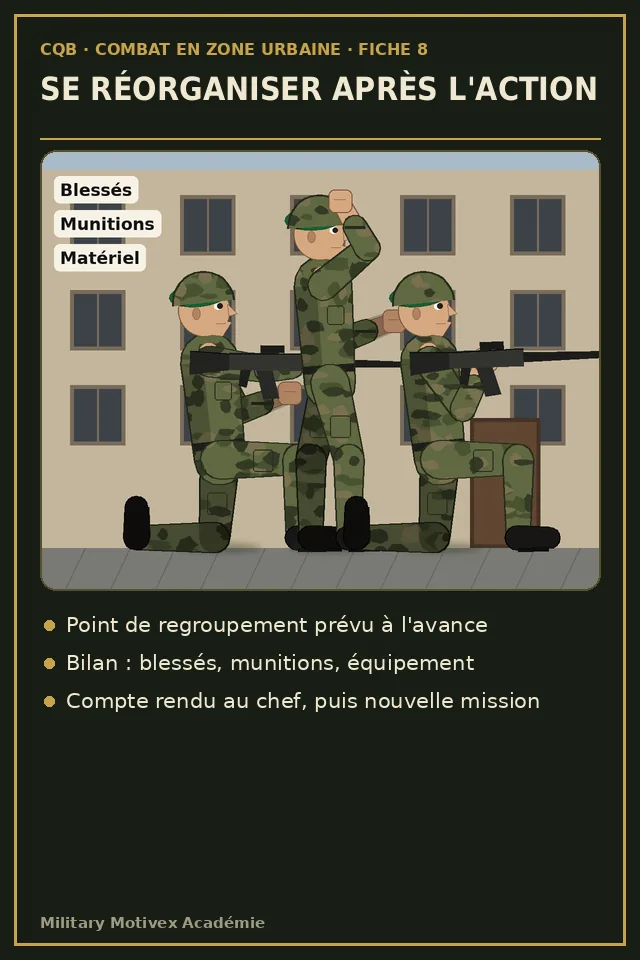 CQB · COMBAT EN ZONE URBAINE · FICHE 8
SE RÉORGANISER APRÈS L'ACTION
Blessés
Munitions
Matériel
Point de regroupement prévu à l'avance
Bilan : blessés, munitions, équipement
Compte rendu au chef, puis nouvelle mission
Military Motivex Académie